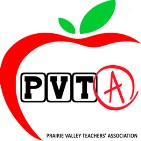 PVTA
PRAIRIE VALLEY TEACHERS' ASSOCIATION